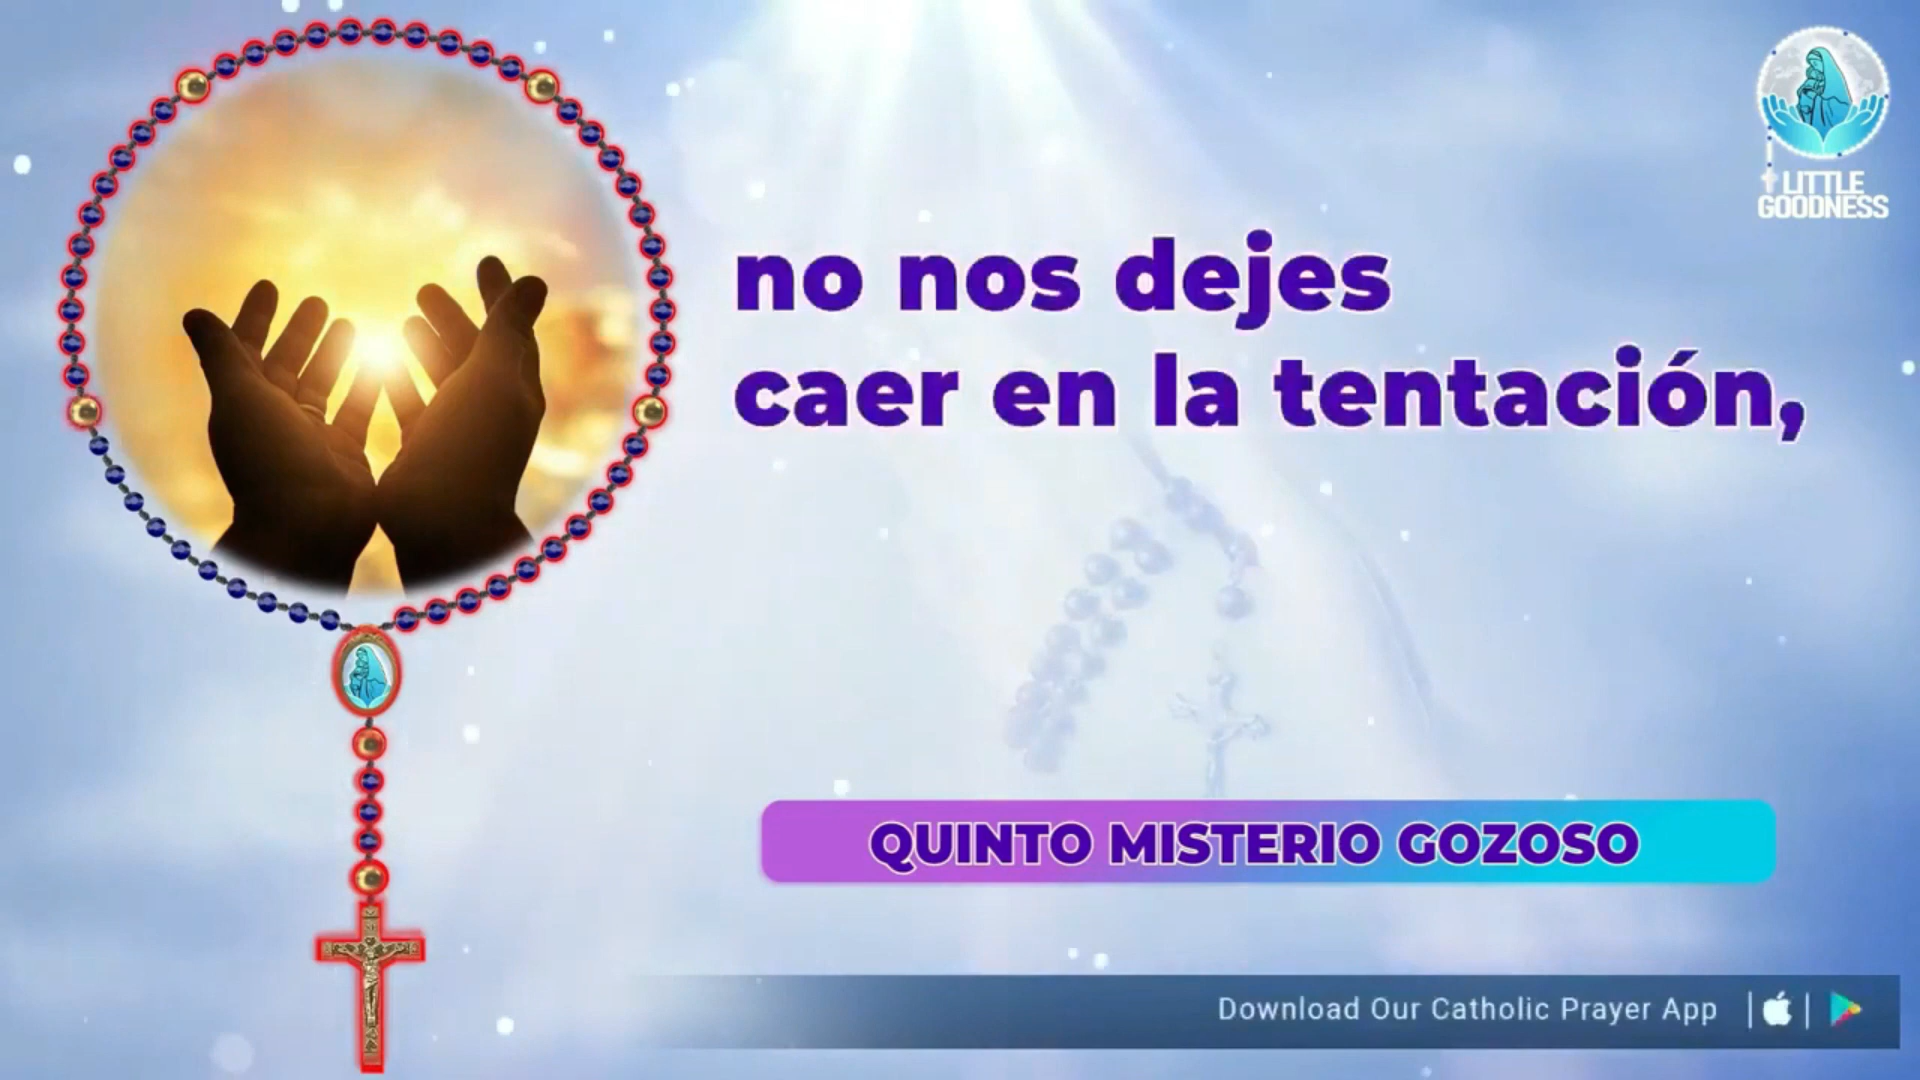 no nos dejes
caer en la tentación,
LITTLE
GOODNESS
QUINTO MISTERIO GOZOSO
Download Our Catholic Prayer App